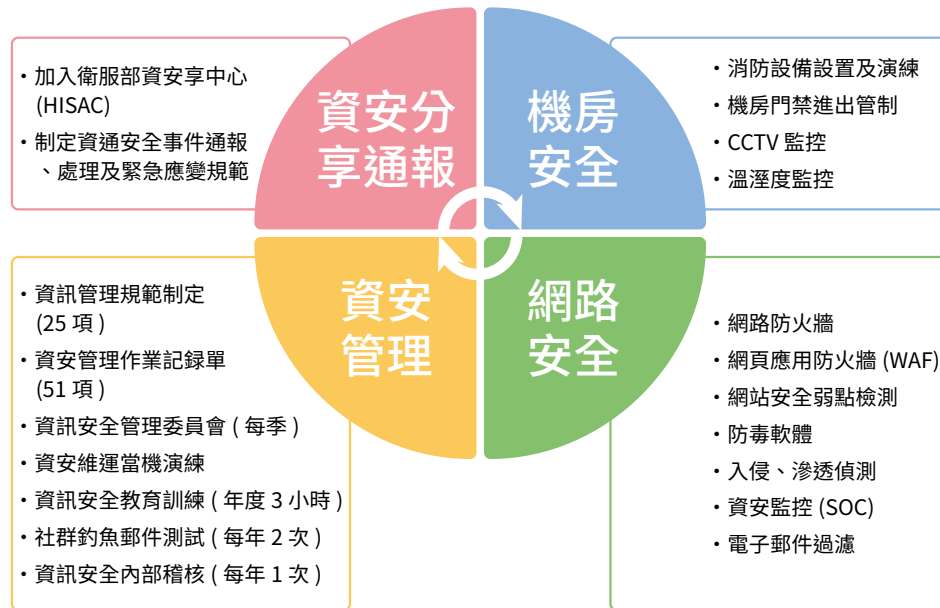 ・加入衛服部資安享中心
(HISAC)
・制定資通安全事件通報
、處理及緊急應變規範
資安分
享通報
機房
安全
・消防設備設置及演練
・機房門禁進出管制
・CCTV 監控
・溫溼度監控
・資訊管理規範制定
(25 項 )
・資安管理作業記録單
(51 項 )
・資訊安全管理委員會 ( 每季 )
・資安維運當機演練
・資訊安全教育訓練 ( 年度 3 小時 )
・社群釣魚郵件測試 ( 每年 2 次 )
・資訊安全內部稽核 ( 每年 1 次 )
資安
管理
網路
安全
・網路防火牆
・網頁應用防火牆 (WAF)
・網站安全弱點檢測
・防毒軟體
・入侵、滲透偵測
・資安監控 (SOC)
・電子郵件過濾